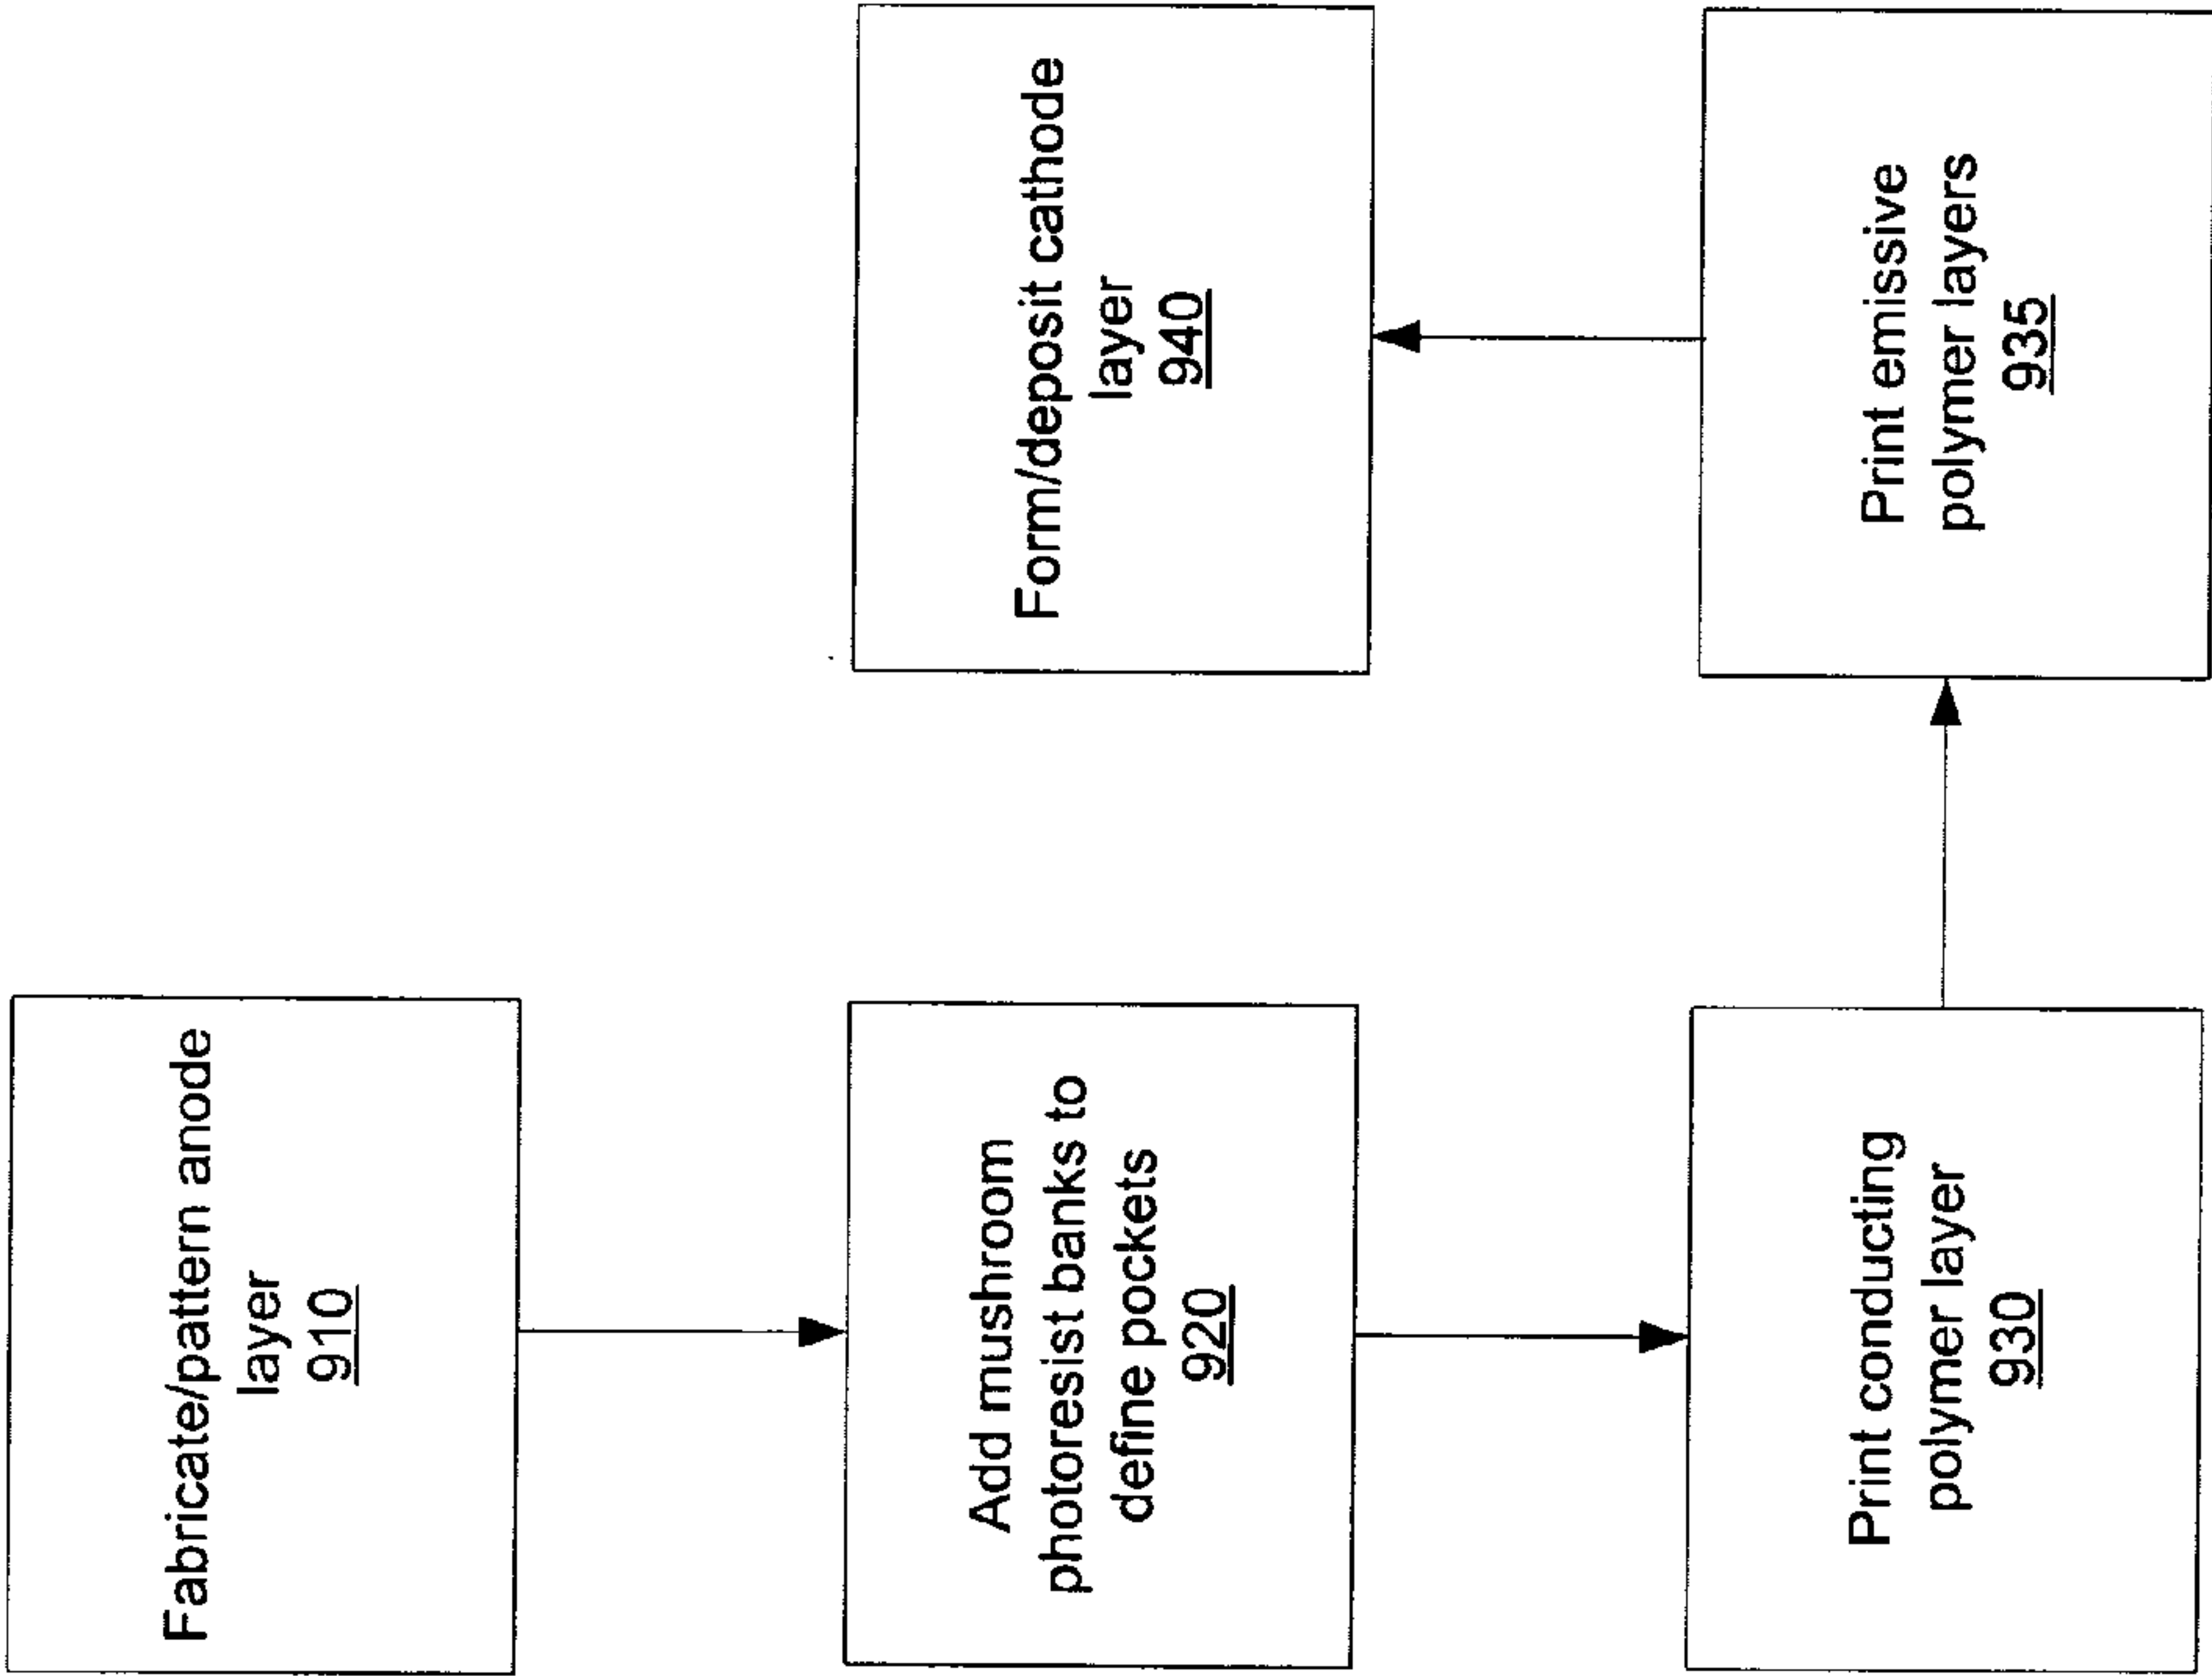 Fabricate/pattern anode
layer
910
Add mushroom
photoresist banks to
define pockets
920
Print conducting
polymer layer
930
Print emissive
polymer layers
935
Form/deposit cathode
layer
940